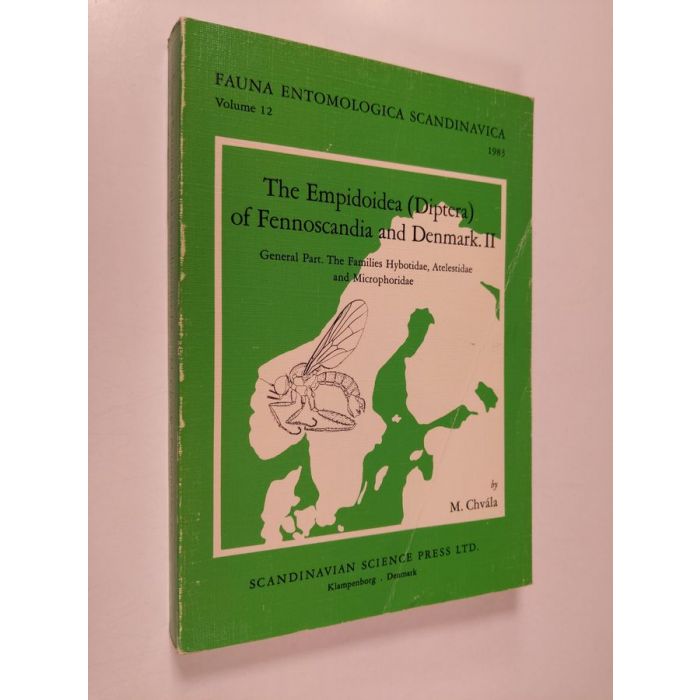 FAUNA ENTOMOLOGICA SCANDINAVICA
Volume 12
1983
The Empidoidea (Diptera)
of Fennoscandia and Denmark. II
General Part. The Families Hybotidae, Atelestidae
and Microphoridae
by
M. Chvála
SCANDINAVIAN SCIENCE PRESS LTD.
Klampenborg . Denmark